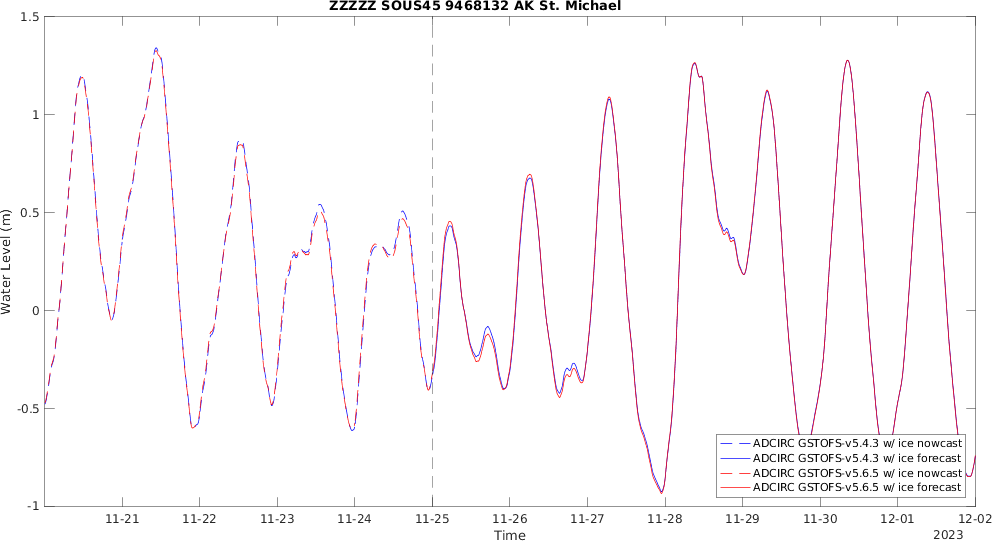 ZZZZZ SOUS45 9468132 AK St. Michael
1.5
1
0.5
0
-0.5
-1
Water Level (m)
11-21 11-22 11-23 11-24 11-25 11-26 11-27 11-28 11-29 11-30 12-01 12-02
Time
2023
ADCIRC GSTOFS-v5.4.3 w/ ice nowcast
ADCIRC GSTOFS-v5.4.3 w/ ice forecast
ADCIRC GSTOFS-v5.6.5 w/ ice nowcast
ADCIRC GSTOFS-v5.6.5 w/ ice forecast